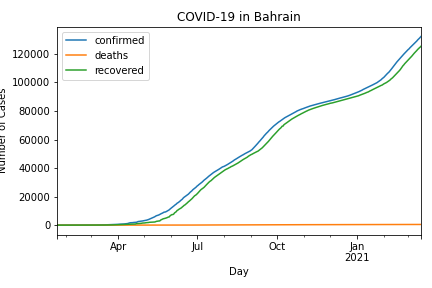 COVID-19 in Bahrain
confirmed
deaths
recovered
120000
100000
80000
60000
40000
20000
0
Number of Cases
Apr
Jul
Oct
Jan
2021
Day